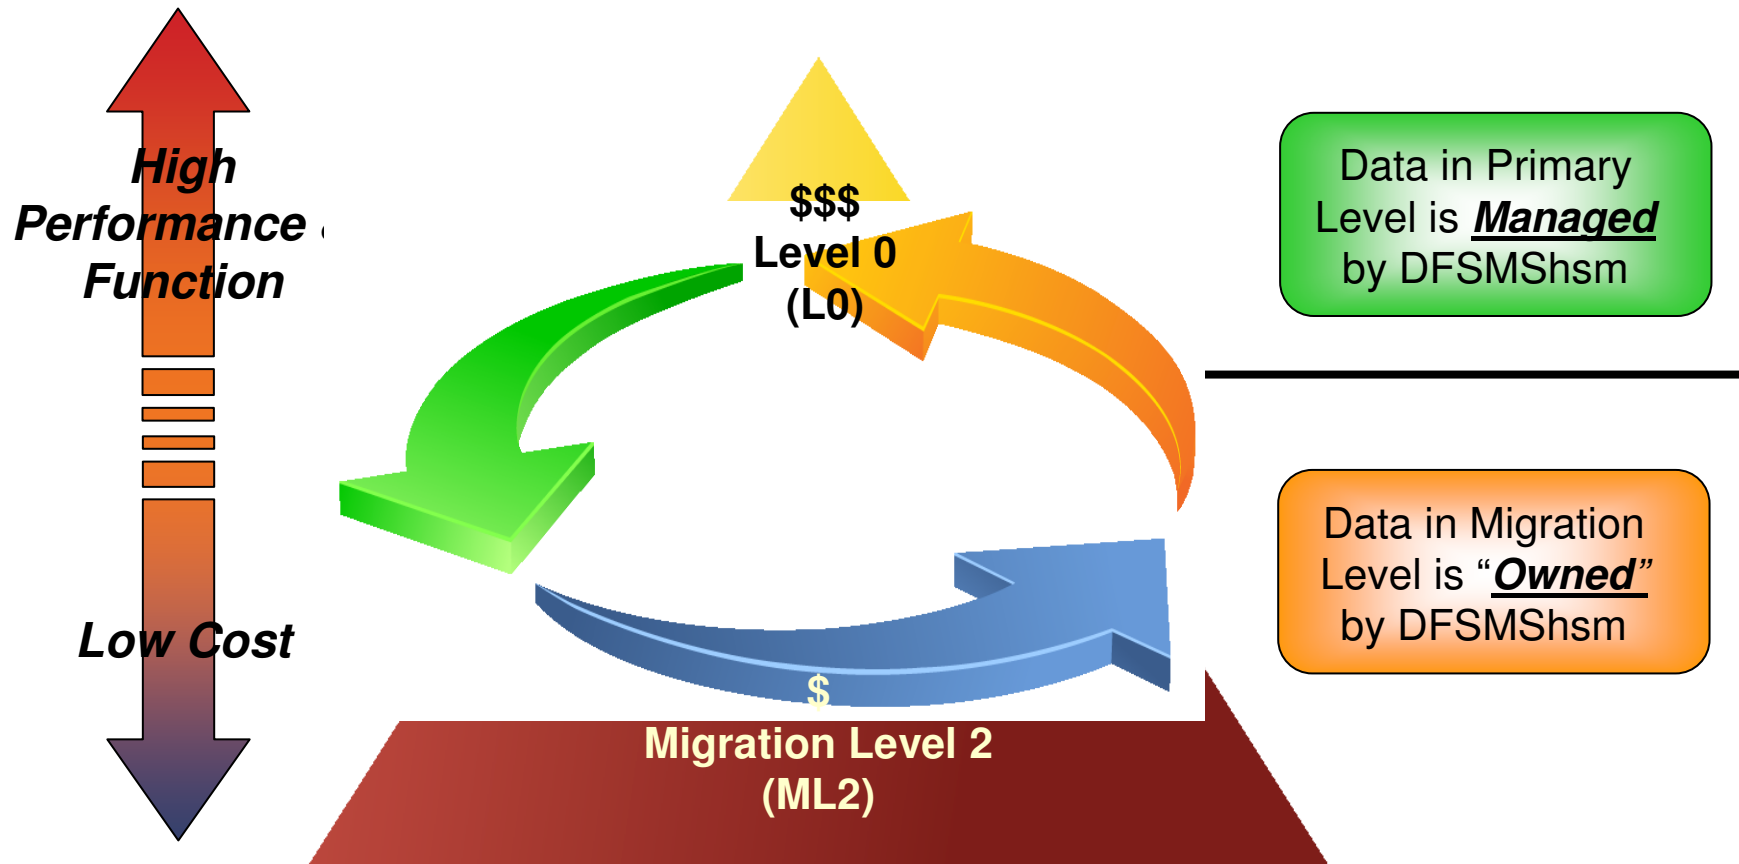 High
Performance
Function
Low Cost
$$$
Level 0
(L0)
$
Migration Level 2
(ML2)
Data in Primary
Level is Managed
by DFSMShsm
Data in Migration
Level is “Owned”
by DFSMShsm